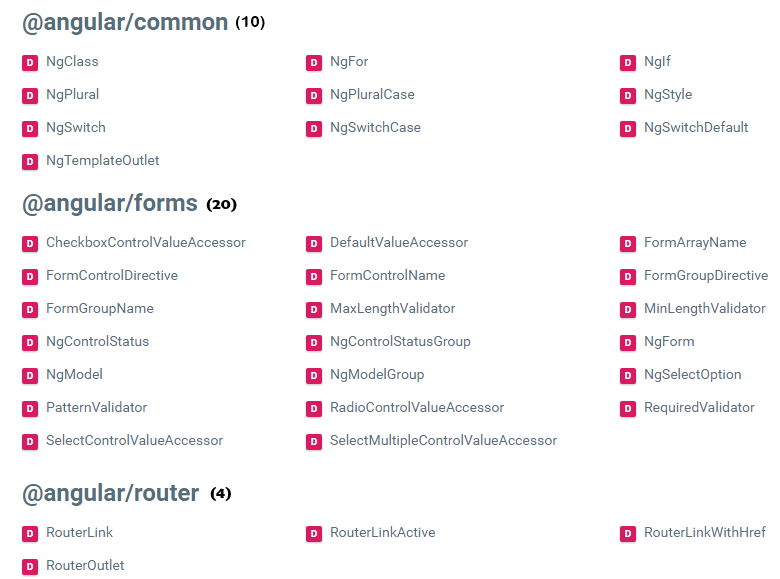 @angular/common (10)
D NgClass D NgFor D NgIf
D NgPlural D NgPluralCase D NgStyle
D NgSwitch D NgSwitchCase D NgSwitchDefault
D NgTemplateOutlet
@angular/forms (20)
D CheckboxControlValueAccessor D DefaultValueAccessor D FormArrayName
D FormControlDirective D FormControlName D FormGroupDirective
D FormGroupName D MaxLengthValidator D MinLengthValidator
D NgControlStatus D NgControlStatusGroup D NgForm
D NgModel D NgModelGroup D NgSelectOption
D PatternValidator D RadioControlValueAccessor D RequiredValidator
D SelectControlValueAccessor D SelectMultipleControlValueAccessor
@angular/router (4)
D RouterLink D RouterLinkActive D RouterLinkWithHref
D RouterOutlet